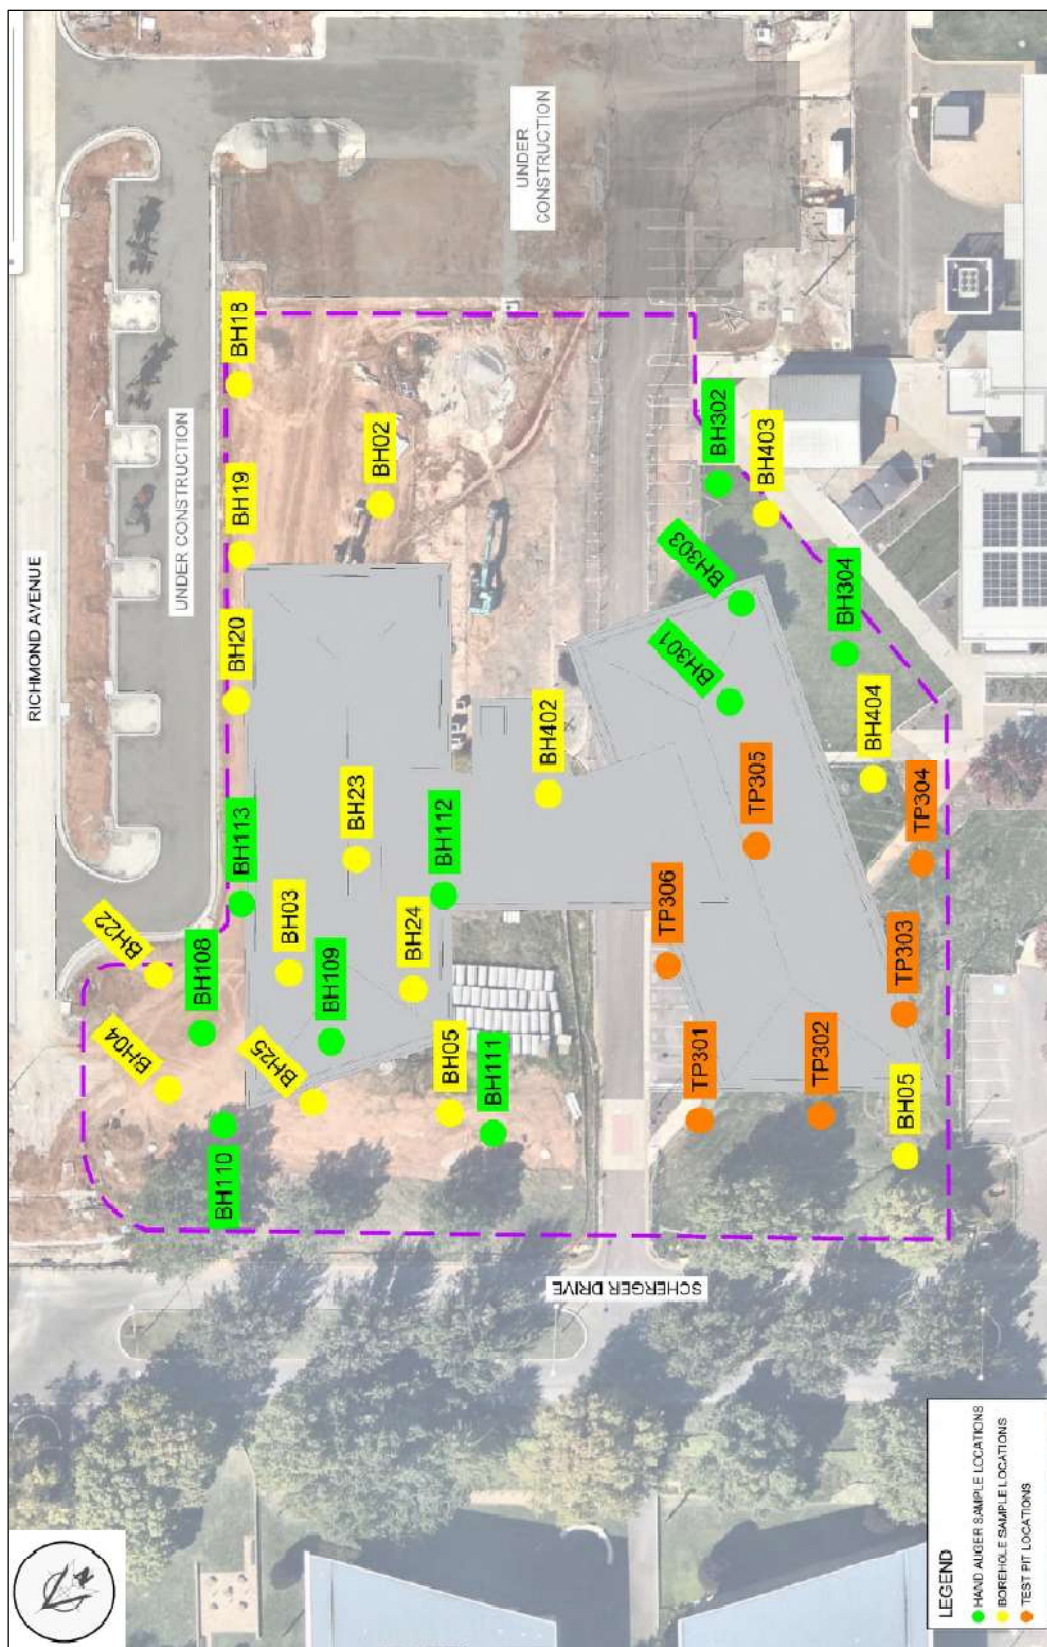 RICHMOND AVENUE
UNDER CONSTRUCTION
UNDER
CONSTRUCTION
BH18
BH19
BH20
BH02
BH113
BH22
BH108
BH04
BH110
BH03
BH109
BH25
BH23
BH24
BH112
BH05
BH111
BH402
BH302
BH403
BH303
BH301
BH304
BH404
TP305
TP306
TP304
TP303
TP301
TP302
BH05
SCHERGER DRIVE
LEGEND
HAND AUGER SAMPLE LOCATIONS
BOREHOLE SAMPLE LOCATIONS
TEST PIT LOCATIONS